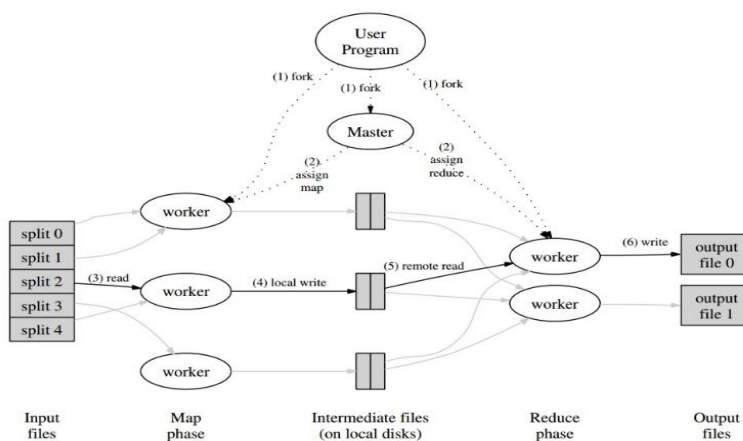 User
Program
(1) fork
(1) fork
(1) fork
Master
(2)
assign
map
(2)
assign
reduce
worker
split 0
split 1
split 2
split 3
split 4
(3) read
worker
(4) local write
(5) remote read
worker
(6) write
output
file 0
worker
output
file 1
worker
Input
files
Map
phase
Intermediate files
(on local disks)
Reduce
phase
Output
files